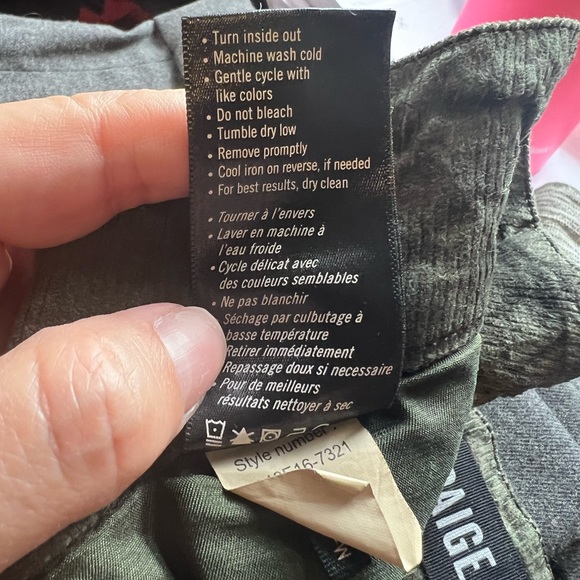 • Turn inside out
• Machine wash cold
• Gentle cycle with
like colors
• Do not bleach
• Tumble dry low
• Remove promptly
• Cool iron on reverse, if needed
• For best results, dry clean
• Tourner à l'envers
• Laver en machine à
l'eau froide
• Cycle délicat avec
des couleurs semblables
• Ne pas blanchir
Séchage par culbutage à
basse température
Retirer immédiatement
Repassage doux si necessaire
• Pour de meilleurs
résultats nettoyer à sec
Style number
16-7321
PAIGE